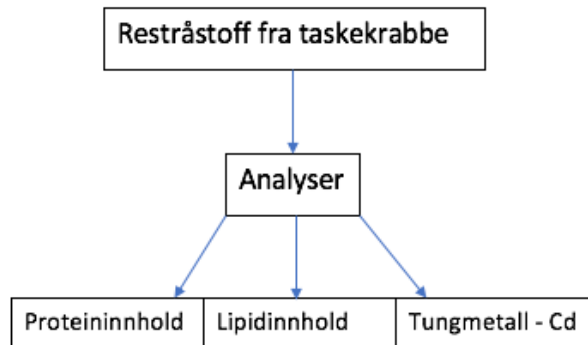 Restråstoff fra taskekrabbe
Analyser
Proteininnhold
Lipidinnhold
Tungmetall - Cd